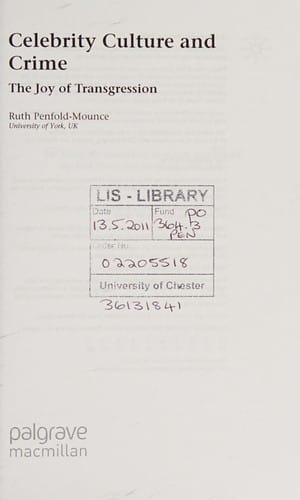 Celebrity Culture and
Crime
The Joy of Transgression
Ruth Penfold-Mounce
University of York, UK
LIS - LIBRARY
Date
Fund PO
13.5.2011
364.3
PEN
02205518
University of Chester
36131841
palgrave
macmillan